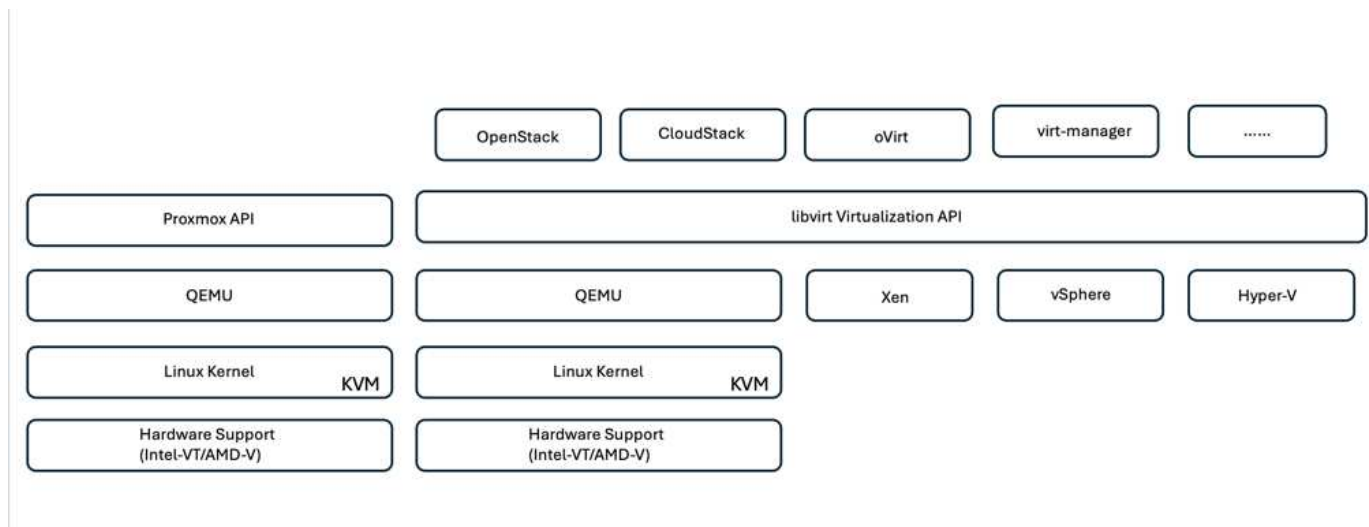 OpenStack
CloudStack
oVirt
virt-manager
......
Proxmox API
libvirt Virtualization API
QEMU
QEMU
Xen
vSphere
Hyper-V
Linux Kernel
KVM
Linux Kernel
KVM
Hardware Support
(Intel-VT/AMD-V)
Hardware Support
(Intel-VT/AMD-V)